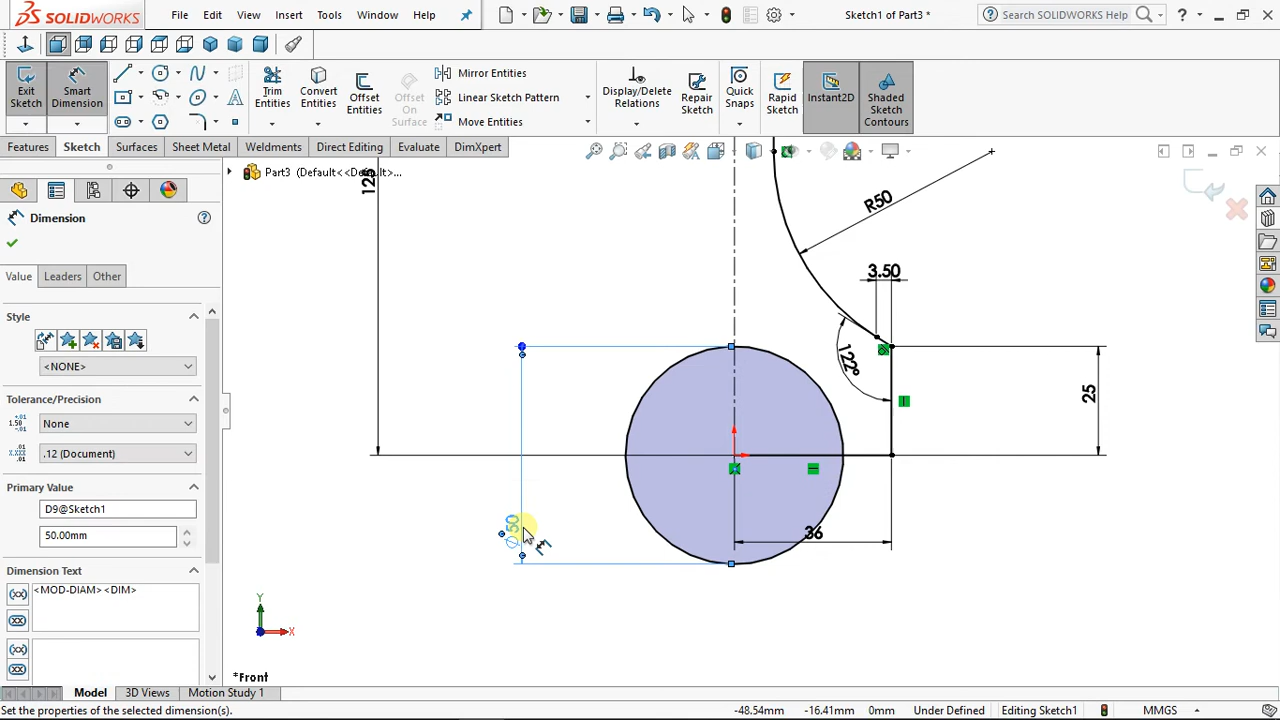 SOLIDWORKS File Edit View Insert Tools Window Help Sketch1 of Part3 * Search SOLIDWORKS Help
Exit Sketch Smart Dimension Trim Entities Convert Entities Offset Entities Offset On Surface Mirror Entities Linear Sketch Pattern Move Entities Display/Delete Relations Repair Sketch Quick Snaps Rapid Sketch Instant2D Shaded Sketch Contours
Features Sketch Surfaces Sheet Metal Weldments Direct Editing Evaluate DimXpert
Part3 (Default<<Default>...
Dimension
Value Leaders Other
Style
<NONE>
Tolerance/Precision
None
.12 (Document)
Primary Value
D9@Sketch1
50.00mm
Dimension Text
<MOD-DIAM><DIM>
125
R50
3.50
122°
25
∅50
36
Y
X
*Front
Model 3D Views Motion Study 1
Set the properties of the selected dimension(s). -48.54mm -16.41mm 0mm Under Defined Editing Sketch1 MMGS